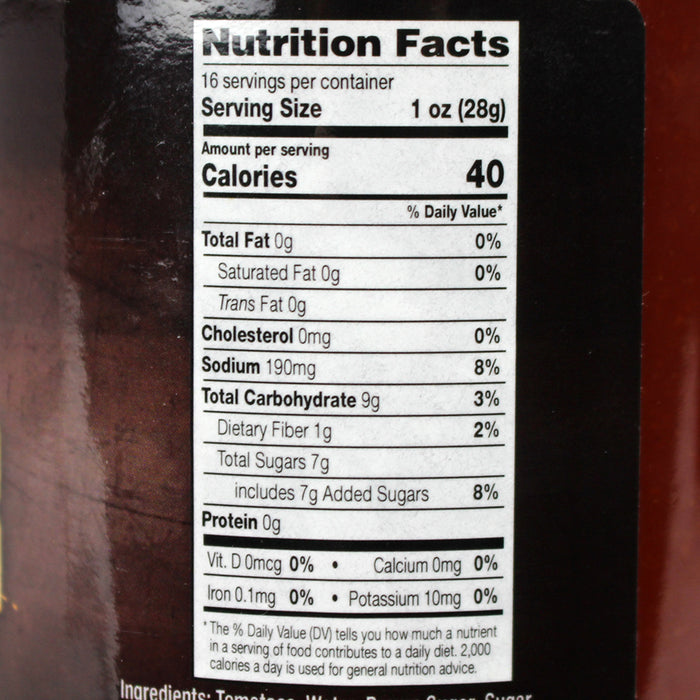 Nutrition Facts
16 servings per container
Serving Size 1 oz (28g)
Amount per serving
Calories 40
% Daily Value*
Total Fat 0g 0%
Saturated Fat 0g 0%
Trans Fat 0g
Cholesterol 0mg 0%
Sodium 190mg 8%
Total Carbohydrate 9g 3%
Dietary Fiber 1g 2%
Total Sugars 7g
includes 7g Added Sugars 8%
Protein 0g
Vit. D 0mcg 0% • Calcium 0mg 0%
Iron 0.1mg 0% • Potassium 10mg 0%
*The % Daily Value (DV) tells you how much a nutrient
in a serving of food contributes to a daily diet. 2,000
calories a day is used for general nutrition advice.
Ingredients: